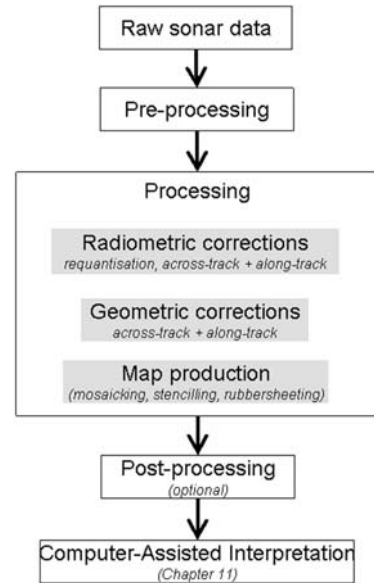 Raw sonar data
Pre-processing
Processing
Radiometric corrections
requantisation, across-track + along-track
Geometric corrections
across-track + along-track
Map production
(mosaicking, stencilling, rubbersheeting)
Post-processing
(optional)
Computer-Assisted Interpretation
(Chapter 11)